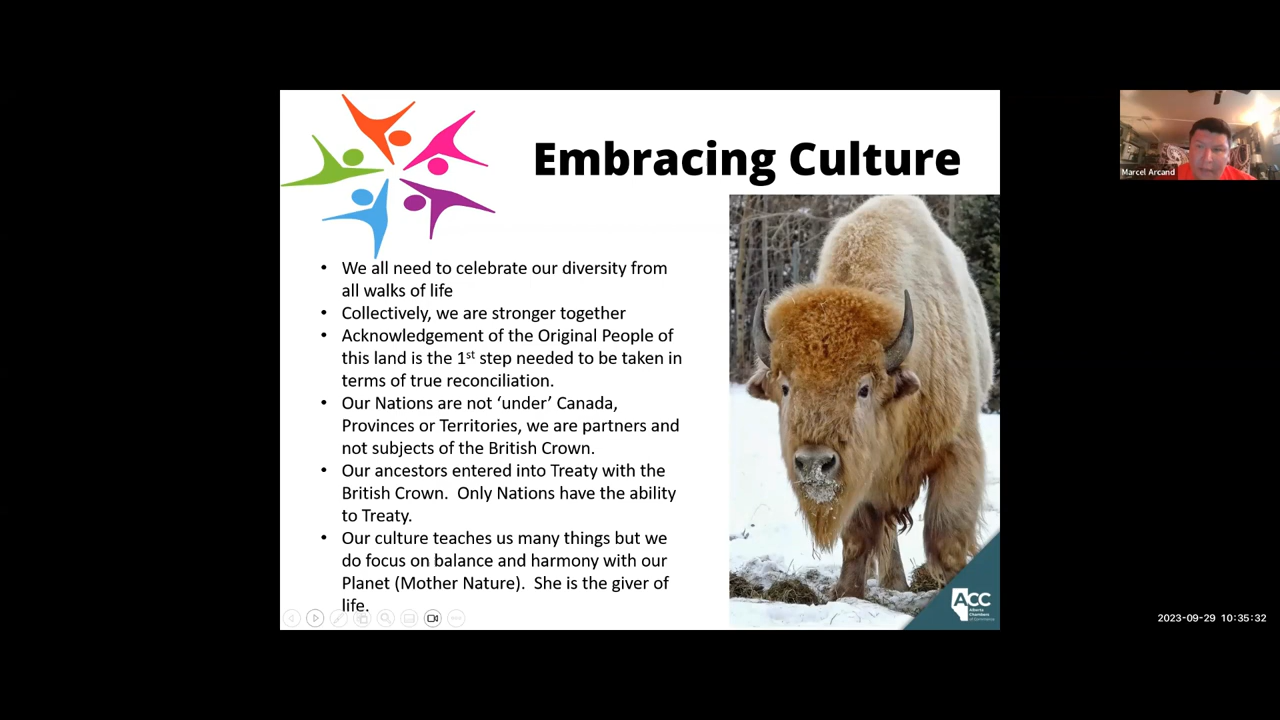 Embracing Culture
Marcel Arcand
• We all need to celebrate our diversity from
all walks of life
• Collectively, we are stronger together
• Acknowledgement of the Original People of
this land is the 1st step needed to be taken in
terms of true reconciliation.
• Our Nations are not ‘under’ Canada,
Provinces or Territories, we are partners and
not subjects of the British Crown.
• Our ancestors entered into Treaty with the
British Crown.  Only Nations have the ability
to Treaty.
• Our culture teaches us many things but we
do focus on balance and harmony with our
Planet (Mother Nature).  She is the giver of
life.
ACC
Alberta
Chambers
of Commerce
2023-09-29 10:35:32